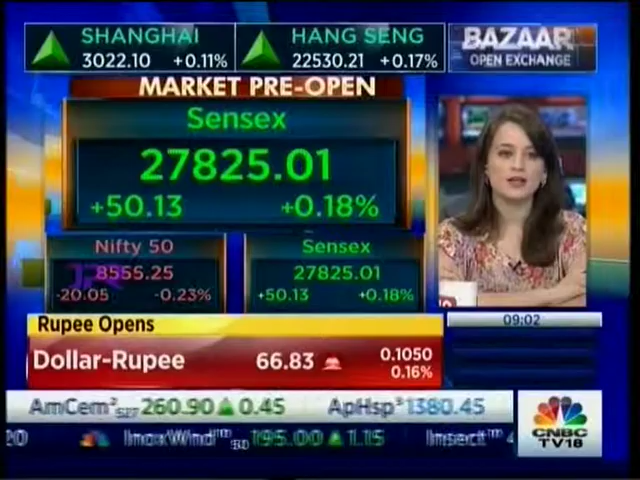 SHANGHAI
3022.10 +0.11%
HANG SENG
22530.21 +0.17%
BAZAAR
OPEN EXCHANGE
MARKET PRE-OPEN
Sensex
27825.01
+50.13 +0.18%
Nifty 50
8555.25
-20.05 -0.23%
Sensex
27825.01
+50.13 +0.18%
Rupee Opens
09:02
Dollar-Rupee 66.83 0.1050
0.16%
AmCem 260.90 0.45 ApHsp 1380.45
20 InoxWind 195.00 1.15 Insect
CNBC
TV18